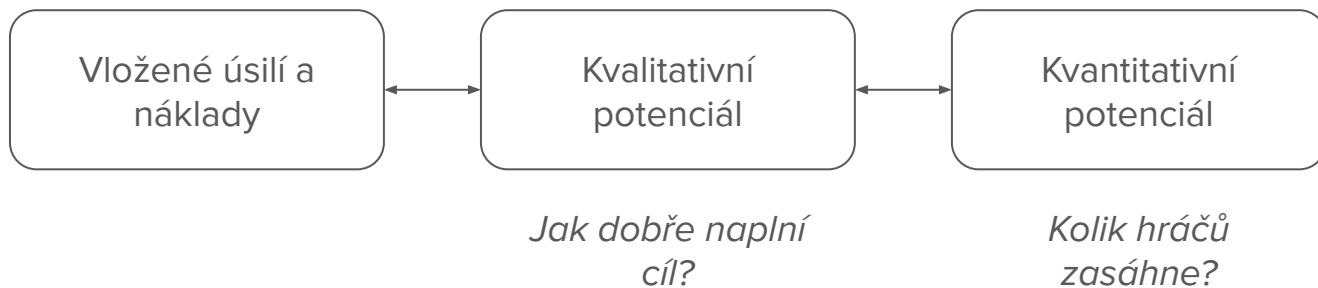 Vložené úsilí a
náklady
Kvalitativní
potenciál
Kvantitativní
potenciál
Jak dobře naplní
cíl?
Kolik hráčů
zasáhne?